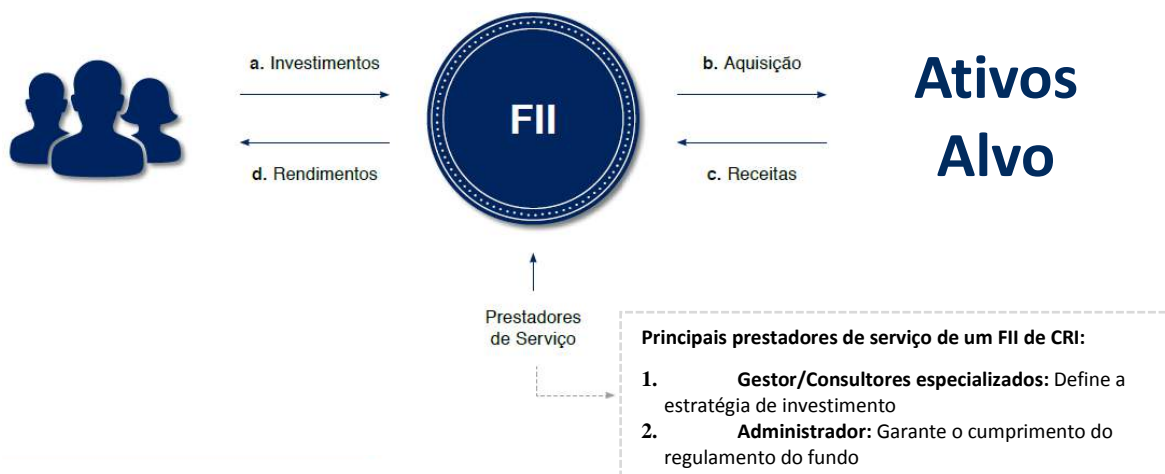 a. Investimentos
d. Rendimentos
FII
b. Aquisição
c. Receitas
Ativos
Alvo
Prestadores
de Serviço
Principais prestadores de serviço de um FII de CRI:
1. Gestor/Consultores especializados: Define a
estratégia de investimento
2. Administrador: Garante o cumprimento do
regulamento do fundo